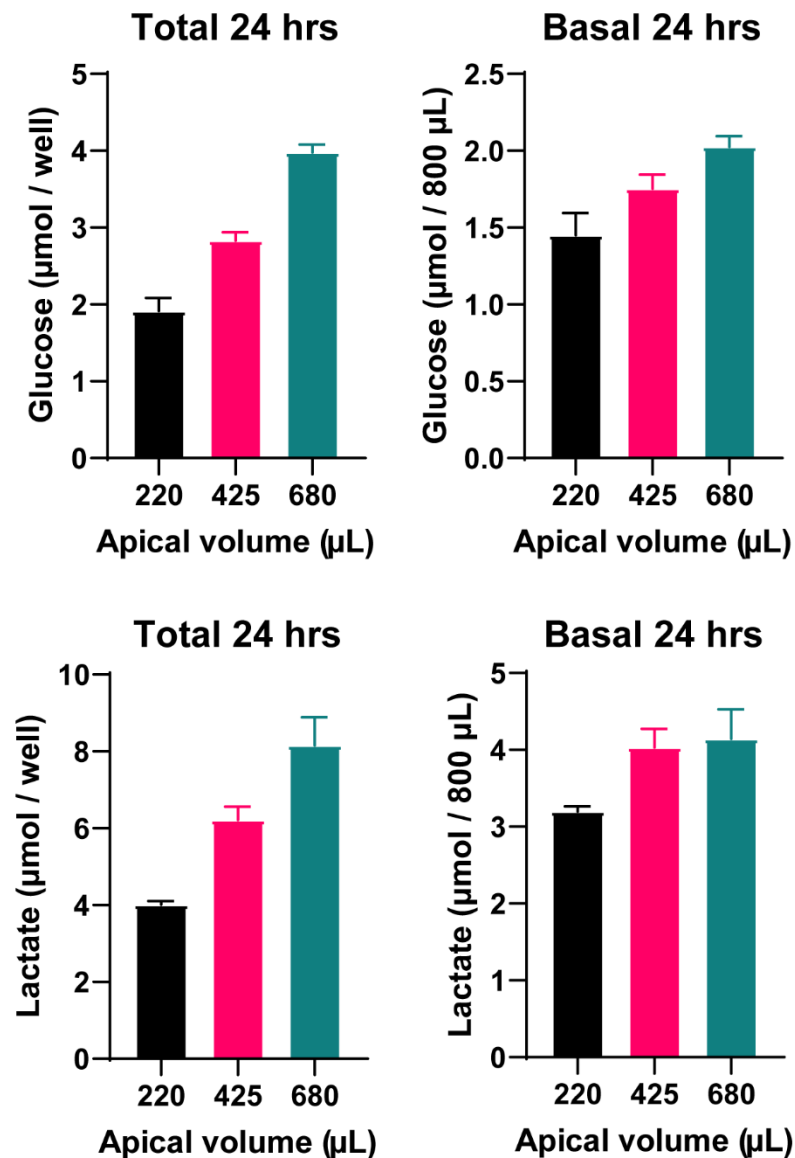 Total 24 hrs
Glucose (µmol / well)
5
4
3
2
1
0
220 425 680
Apical volume (µL)
Basal 24 hrs
Glucose (µmol / 800 µL)
2.5
2.0
1.5
1.0
0.5
0.0
220 425 680
Apical volume (µL)
Total 24 hrs
Lactate (µmol / well)
10
8
6
4
2
0
220 425 680
Apical volume (µL)
Basal 24 hrs
Lactate (µmol / 800 µL)
5
4
3
2
1
0
220 425 680
Apical volume (µL)